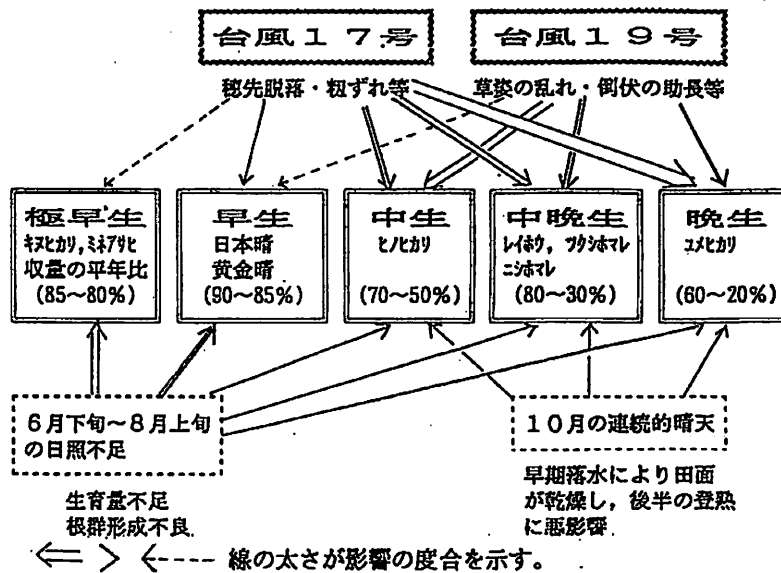 台風17号
台風19号
穂先脱落・籾ずれ等
草姿の乱れ・倒伏の助長等
極早生
キヌヒカリ,ミネアサヒ
収量の平年比
(85～80%)
早生
日本晴
黄金晴
(90～85%)
中生
ヒノヒカリ
(70～50%)
中晩生
レイホウ, ツクシホマレ
ニシホマレ
(80～30%)
晩生
ユメヒカリ
(60～20%)
6月下旬～8月上旬
の日照不足
生育量不足
根群形成不良
10月の連続的晴天
早期落水により田面
が乾燥し,後半の登熟
に悪影響
線の太さが影響の度合を示す。